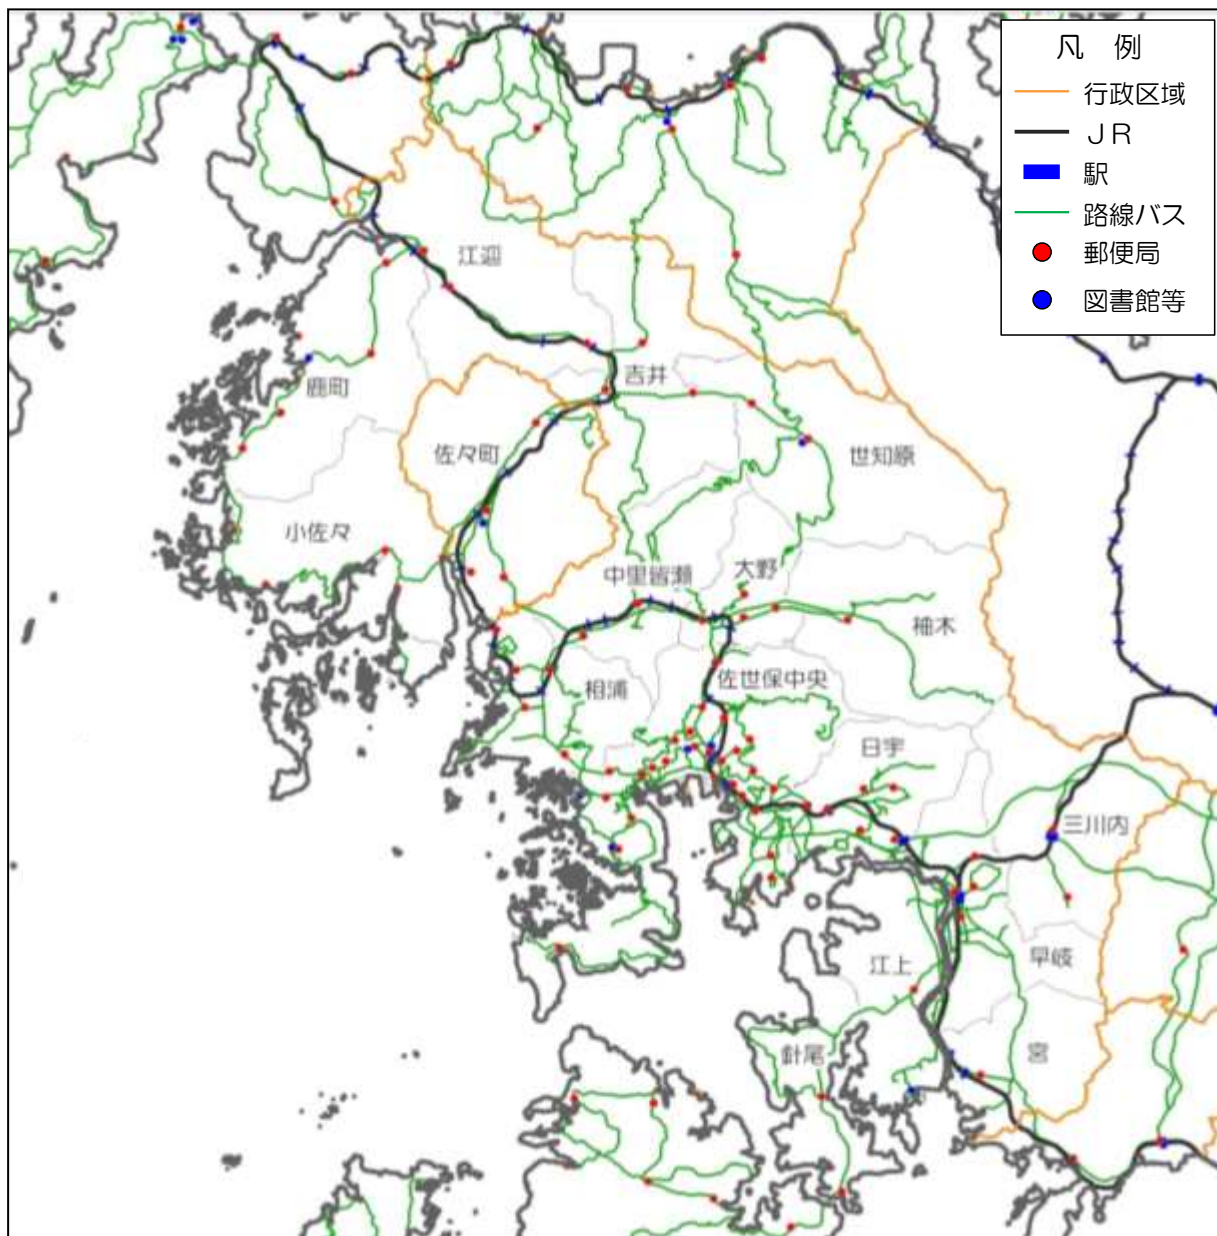 凡　例
行政区域
ＪＲ
駅
路線バス
郵便局
図書館等
江迎
鹿町
吉井
佐々町
世知原
小佐々
中里皆瀬
大野
柚木
相浦
佐世保中央
日宇
三川内
江上
早岐
針尾
宮